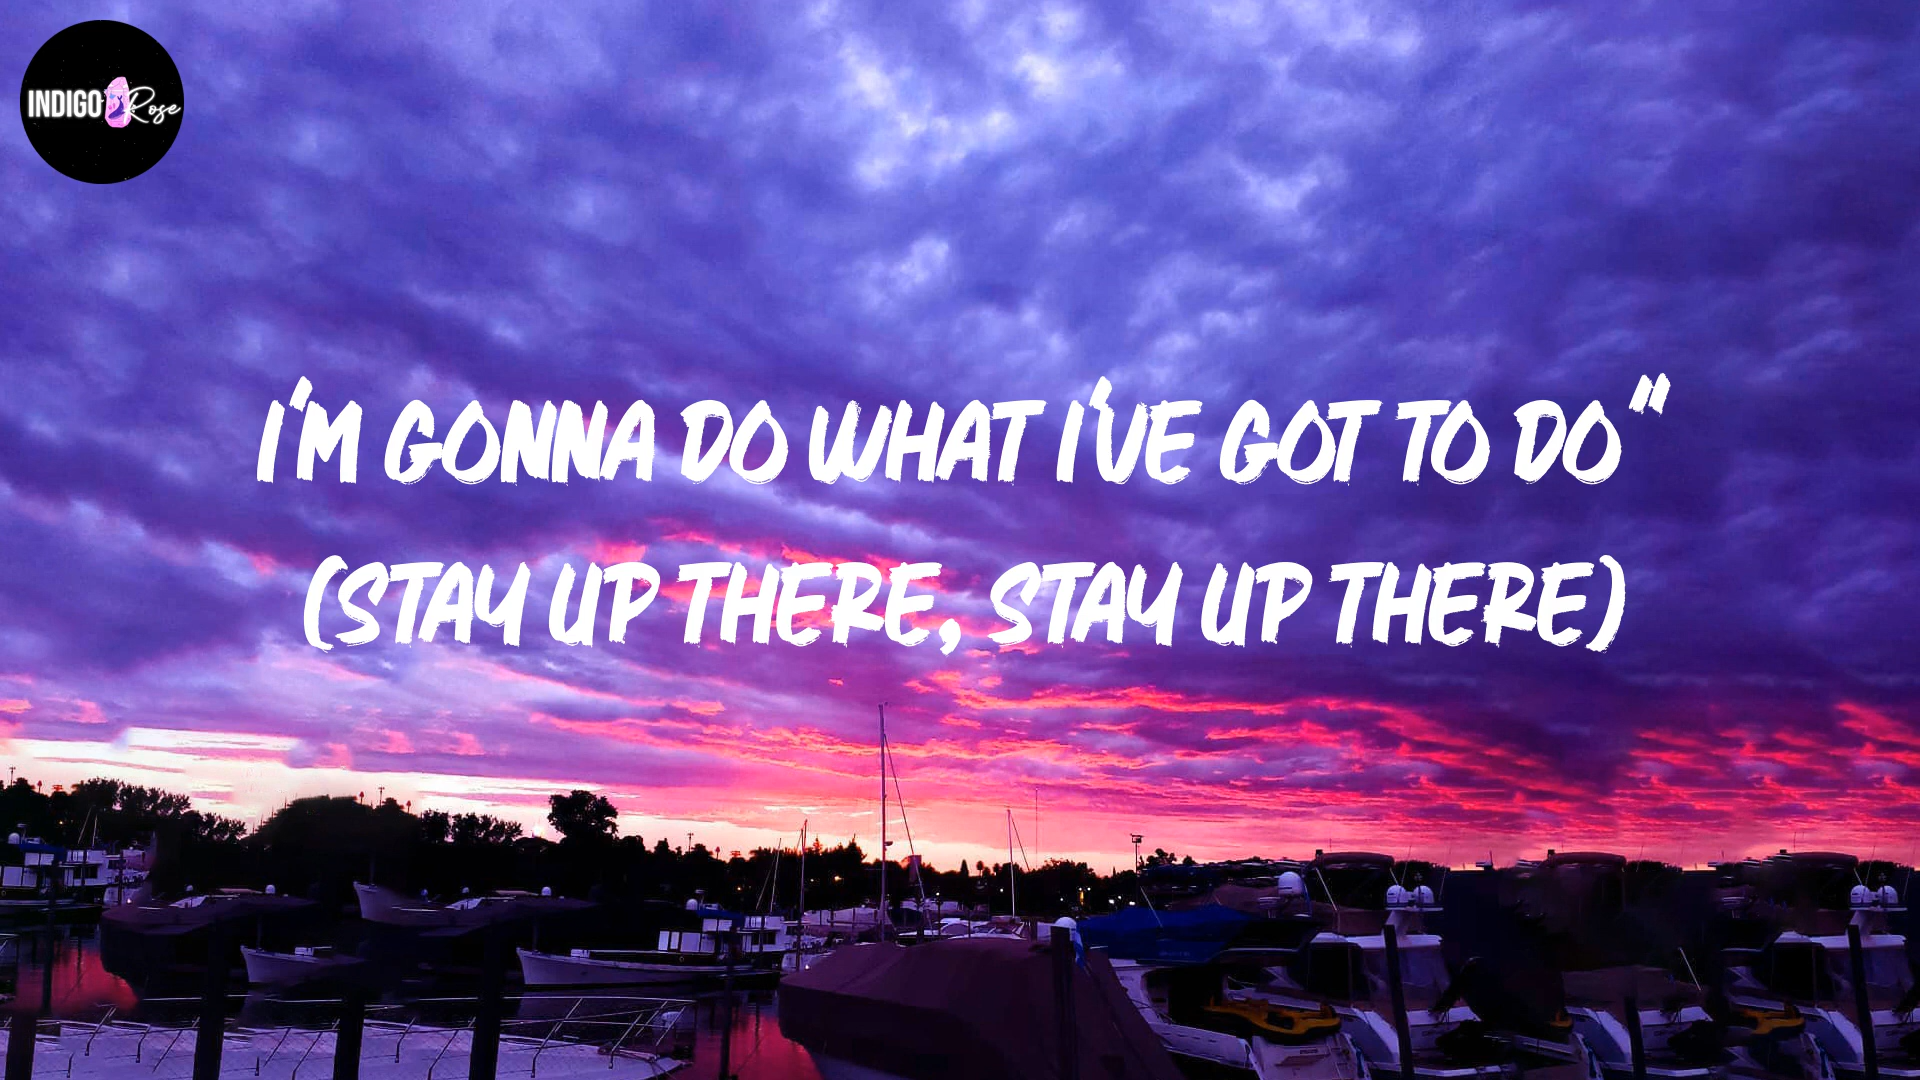 INDIGO Rose
I'M GONNA DO WHAT I'VE GOT TO DO"
(STAY UP THERE, STAY UP THERE)